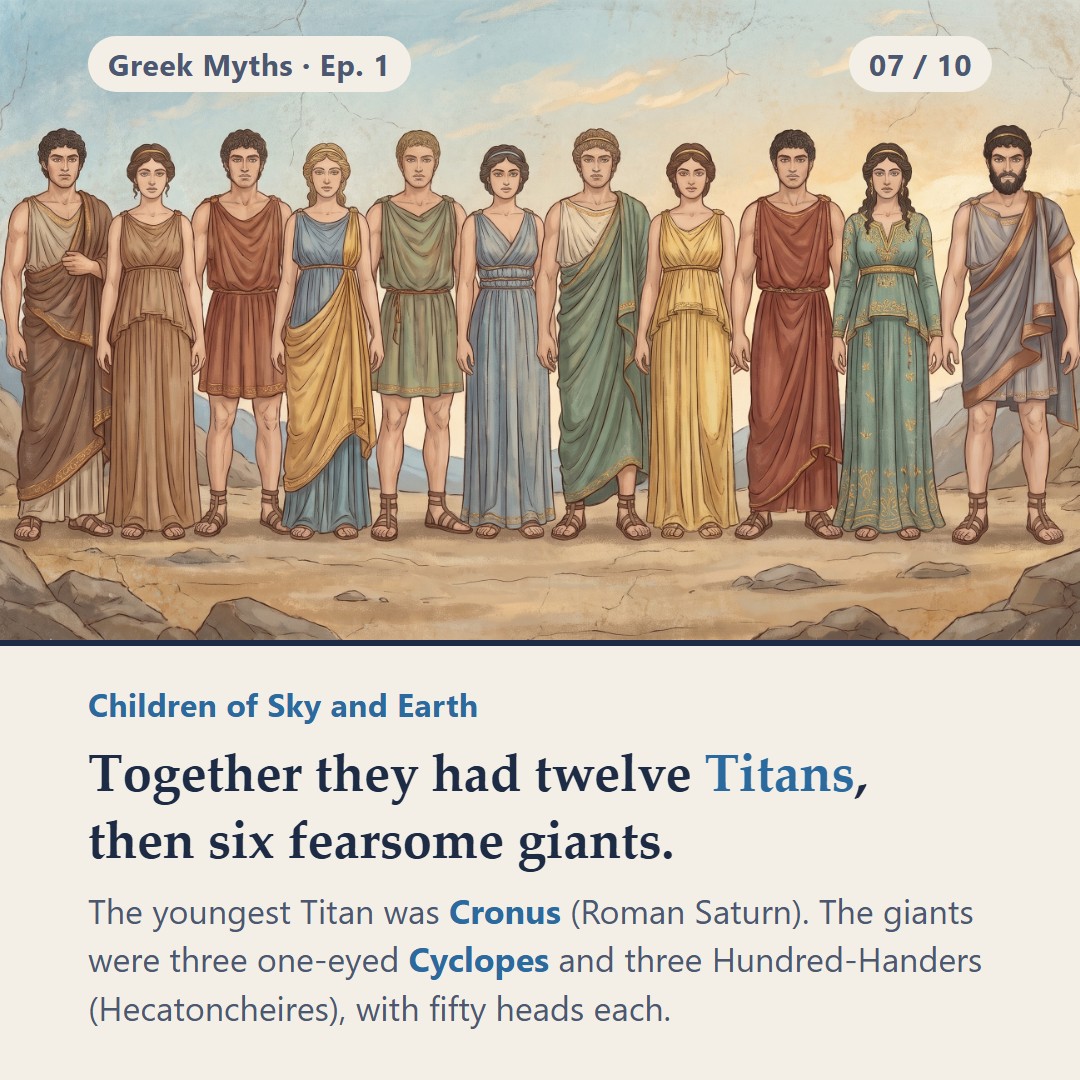 Greek Myths · Ep. 1
07 / 10
Children of Sky and Earth
Together they had twelve Titans,
then six fearsome giants.
The youngest Titan was Cronus (Roman Saturn). The giants
were three one-eyed Cyclopes and three Hundred-Handers
(Hecatoncheires), with fifty heads each.